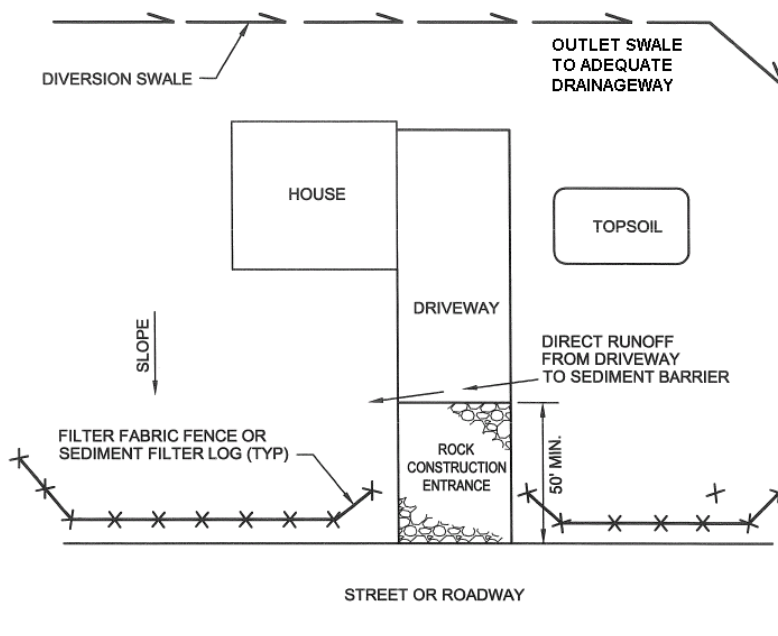 DIVERSION SWALE
OUTLET SWALE
TO ADEQUATE
DRAINAGEWAY
HOUSE
TOPSOIL
DRIVEWAY
SLOPE
DIRECT RUNOFF
FROM DRIVEWAY
TO SEDIMENT BARRIER
FILTER FABRIC FENCE OR
SEDIMENT FILTER LOG (TYP)
ROCK
CONSTRUCTION
ENTRANCE
50' MIN.
STREET OR ROADWAY